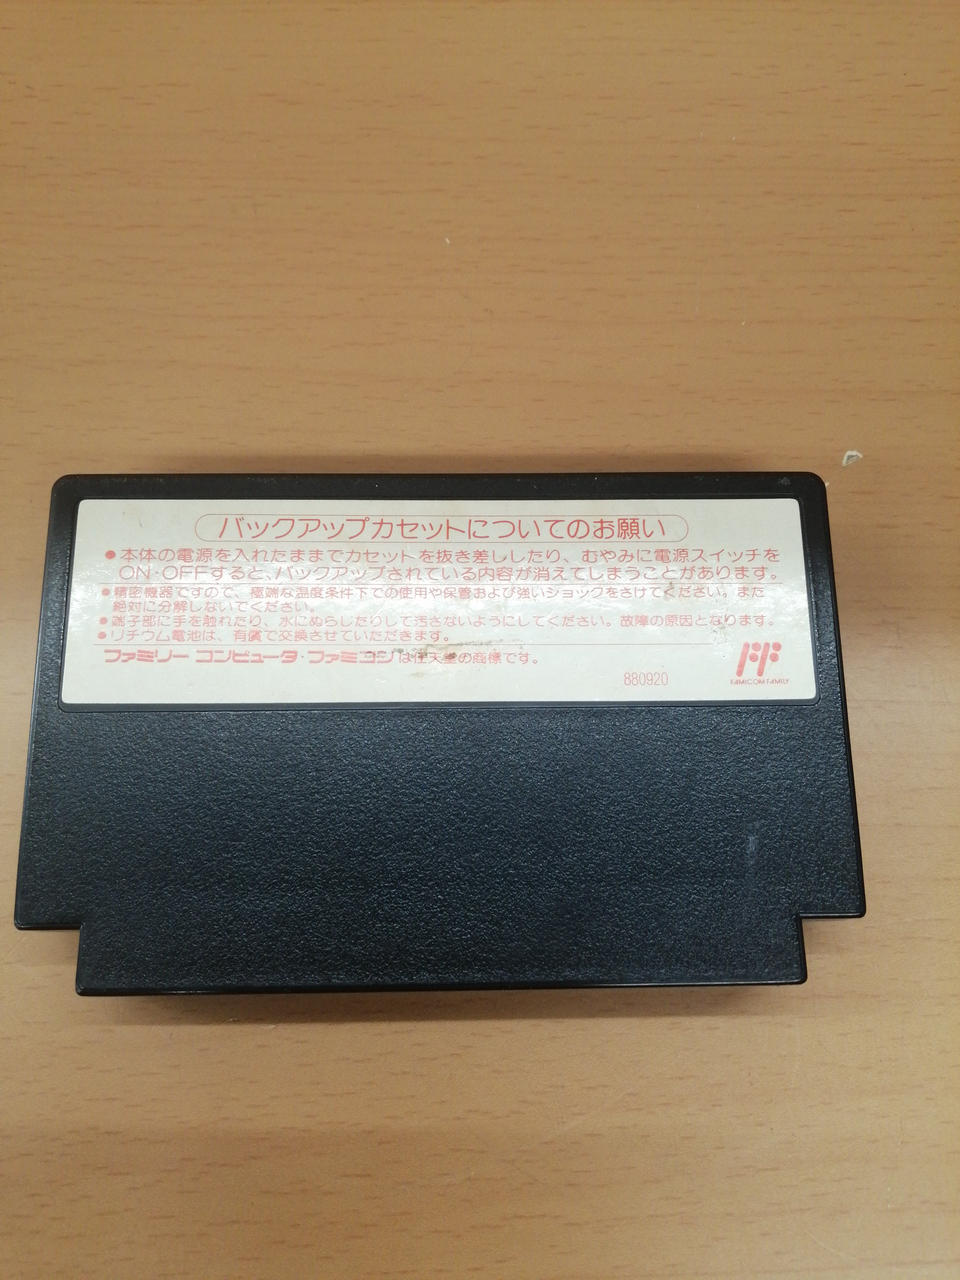 バックアップカセットについてのお願い
●本体の電源を入れたままでカセットを抜き差ししたり、むやみに電源スイッチを
ON・OFFすると、バックアップされている内容が消えてしまうことがあります。
●精密機器ですので、極端な温度条件下での使用や保管および強いショックをさけてください。また
絶対に分解しないでください。
●端子部に手を触れたり、水にぬらしたりして汚さないようにしてください。故障の原因となります。
●リチウム電池は、有償で交換させていただきます。
ファミリー コンピュータ・ファミコンは任天堂の商標です。
FAMICOM FAMILY
880920